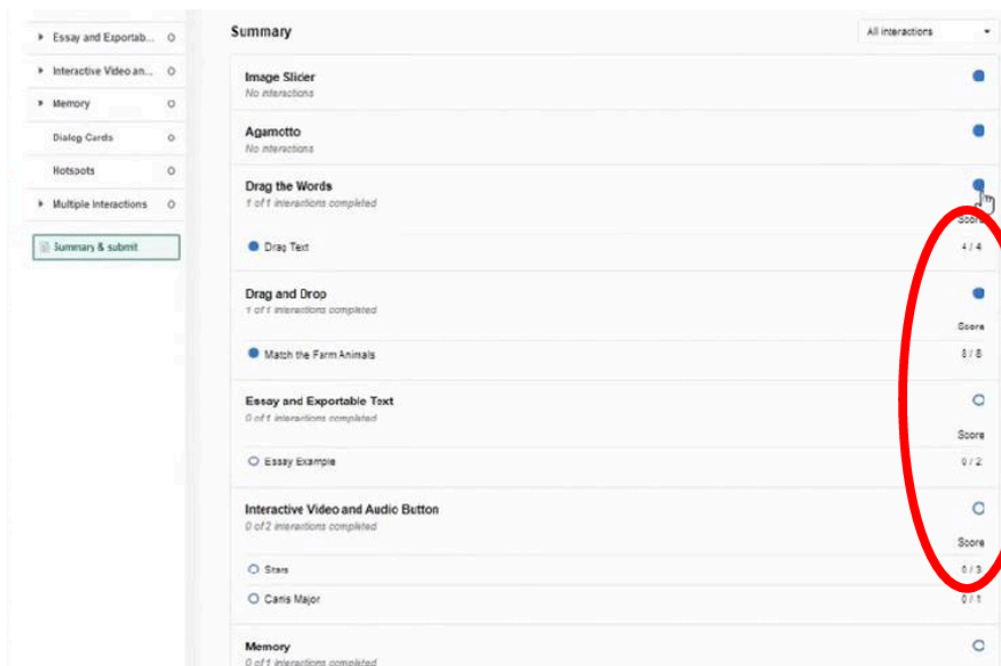 Essay and Exportab...
Interactive Video an...
Memory
Dialog Cards
Hotspots
Multiple Interactions
Summary & submit
Summary
All interactions
Image Slider
No interactions
Agamotto
No interactions
Drag the Words
1 of 1 interactions completed
Score
Drag Text
4 / 4
Drag and Drop
1 of 1 interactions completed
Score
Match the Farm Animals
8 / 8
Essay and Exportable Text
0 of 1 interactions completed
Score
Essay Example
0 / 2
Interactive Video and Audio Button
0 of 2 interactions completed
Score
Stars
0 / 3
Canis Major
0 / 1
Memory
0 of 1 interactions completed